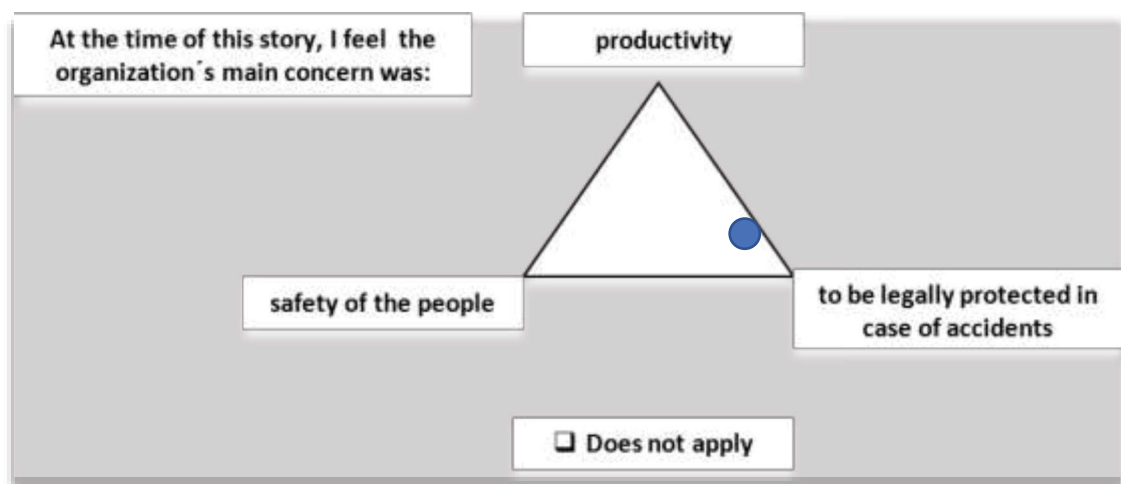 At the time of this story, I feel the
organization´s main concern was:
productivity
safety of the people
to be legally protected in
case of accidents
❑ Does not apply